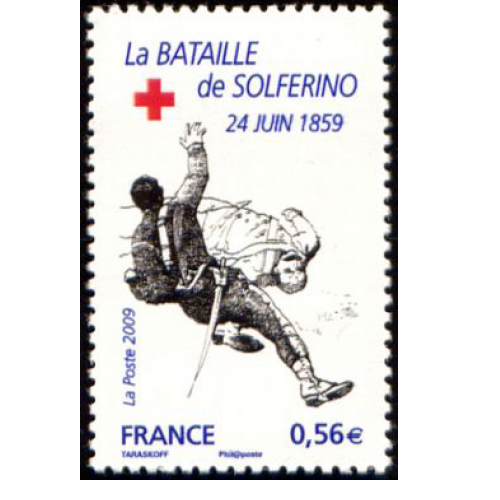 La BATAILLE
de SOLFERINO
24 JUIN 1859
La Poste 2009
FRANCE 0,56€
TARASKOFF Phil@poste